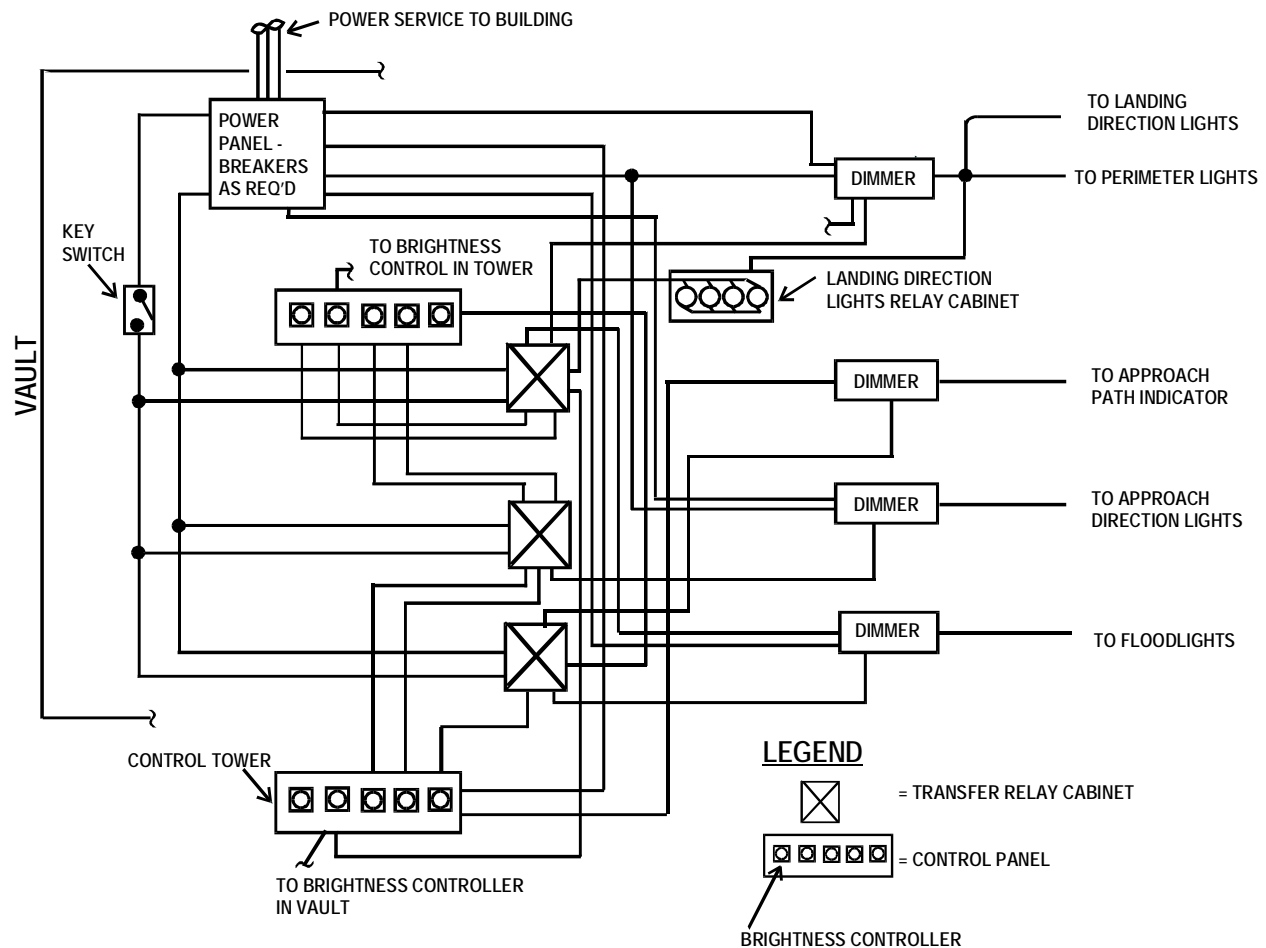 POWER SERVICE TO BUILDING
POWER
PANEL -
BREAKERS
AS REQ'D
TO LANDING
DIRECTION LIGHTS
DIMMER
TO PERIMETER LIGHTS
KEY
SWITCH
TO BRIGHTNESS
CONTROL IN TOWER
LANDING DIRECTION
LIGHTS RELAY CABINET
VAULT
DIMMER
TO APPROACH
PATH INDICATOR
DIMMER
TO APPROACH
DIRECTION LIGHTS
DIMMER
TO FLOODLIGHTS
CONTROL TOWER
TO BRIGHTNESS CONTROLLER
IN VAULT
LEGEND
= TRANSFER RELAY CABINET
= CONTROL PANEL
BRIGHTNESS CONTROLLER